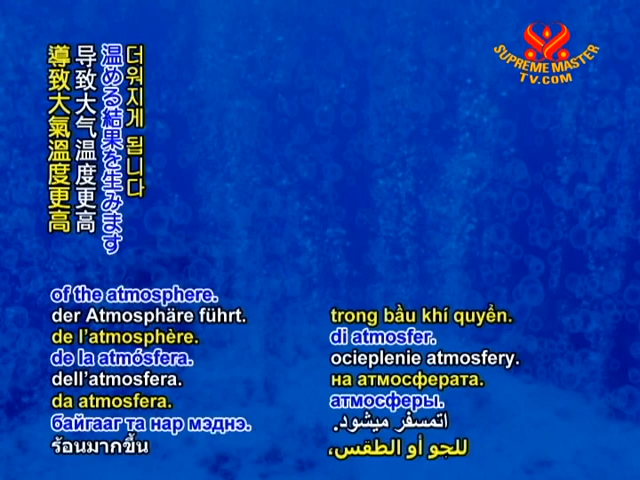 SUPREME MASTER
TV.COM
더워지게 됩니다
温める結果を生みます
导致大气温度更高
導致大氣溫度更高
of the atmosphere.
der Atmosphäre führt.
de l'atmosphère.
de la atmósfera.
dell'atmosfera.
da atmosfera.
байгааг та нар мэднэ.
ร้อนมากขึ้น
trong bầu khí quyển.
di atmosfer.
ocieplenie atmosfery.
на атмосферата.
атмосферы.
اتمسفر میشود.
للجو أو الطقس،